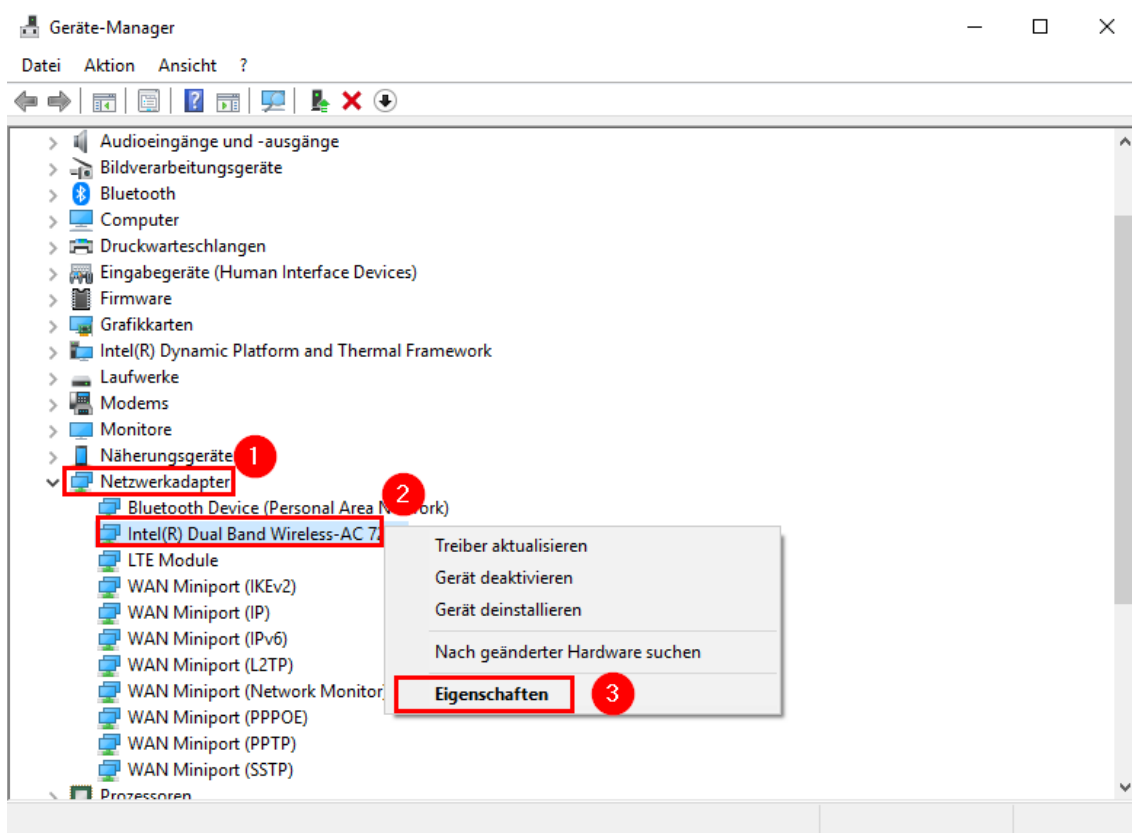 Geräte-Manager
Datei Aktion Ansicht ?
Audioeingänge und -ausgänge
Bildverarbeitungsgeräte
Bluetooth
Computer
Druckwarteschlangen
Eingabegeräte (Human Interface Devices)
Firmware
Grafikkarten
Intel(R) Dynamic Platform and Thermal Framework
Laufwerke
Modems
Monitore
Näherungsgeräte
1
Netzwerkadapter
2
Bluetooth Device (Personal Area N ork)
Intel(R) Dual Band Wireless-AC
LTE Module
WAN Miniport (IKEv2)
WAN Miniport (IP)
WAN Miniport (IPv6)
WAN Miniport (L2TP)
WAN Miniport (Network Monitor)
WAN Miniport (PPPOE)
WAN Miniport (PPTP)
WAN Miniport (SSTP)
Prozessoren
Treiber aktualisieren
Gerät deaktivieren
Gerät deinstallieren
Nach geänderter Hardware suchen
Eigenschaften
3